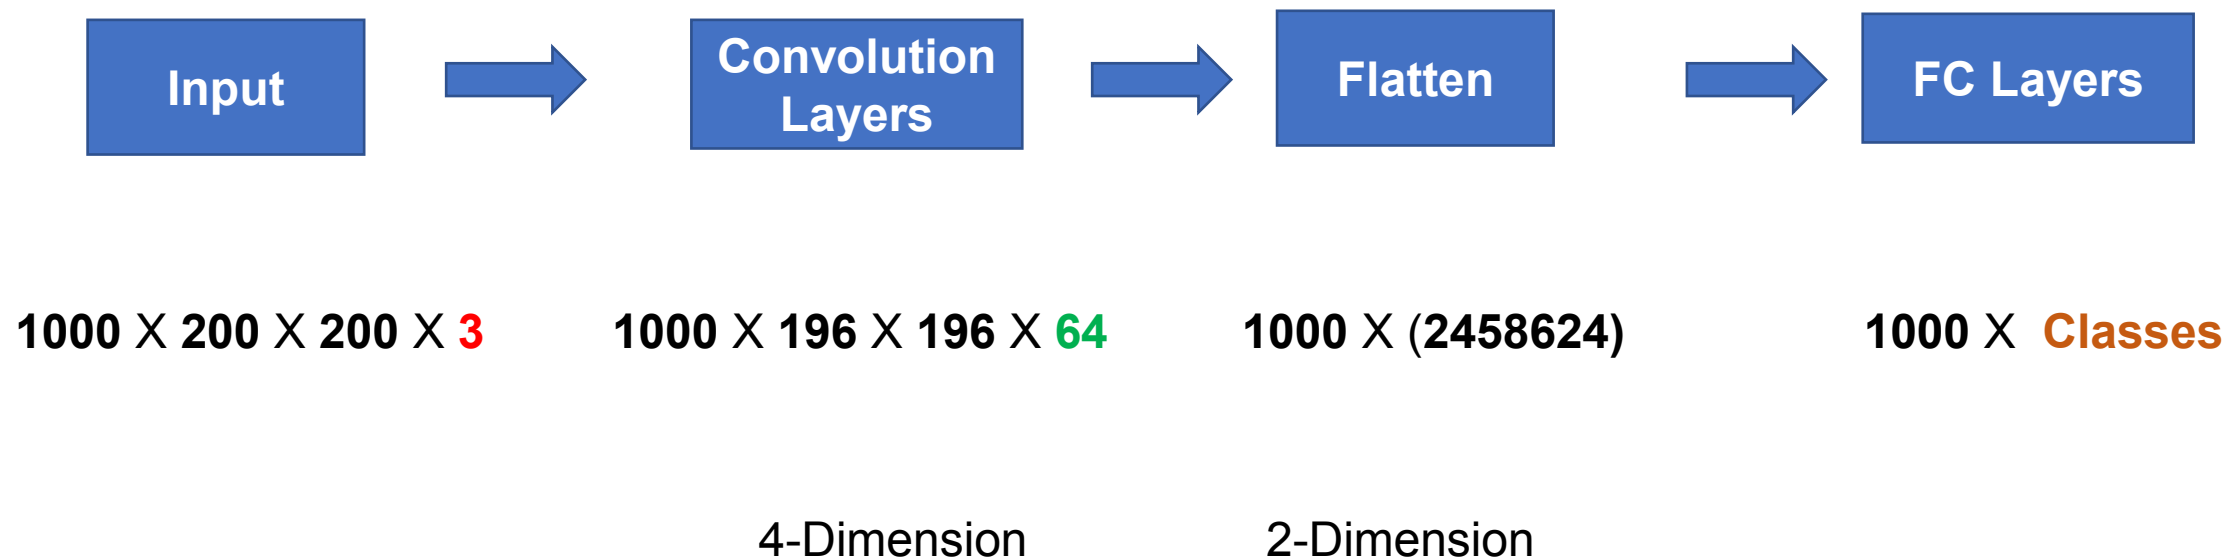 Input
Convolution
Layers
Flatten
FC Layers
1000 X 200 X 200 X 3
1000 X 196 X 196 X 64
1000 X (2458624)
1000 X Classes
4-Dimension
2-Dimension